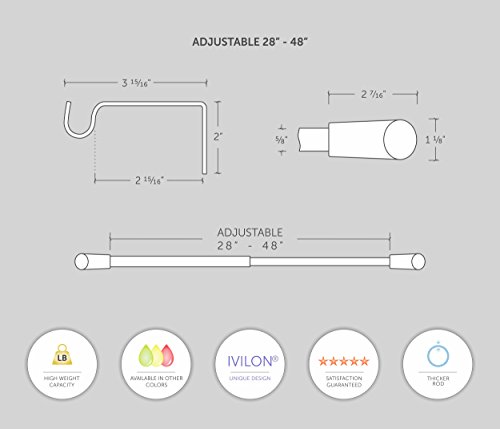 ADJUSTABLE 28" - 48"
3 15/16"
2 7/16"
2"
5/8"
1 1/8"
2 15/16"
ADJUSTABLE
28" - 48"
LB
HIGH WEIGHT
CAPACITY
AVAILABLE IN OTHER
COLORS
IVILON®
UNIQUE DESIGN
SATISFACTION
GUARANTEED
THICKER
ROD